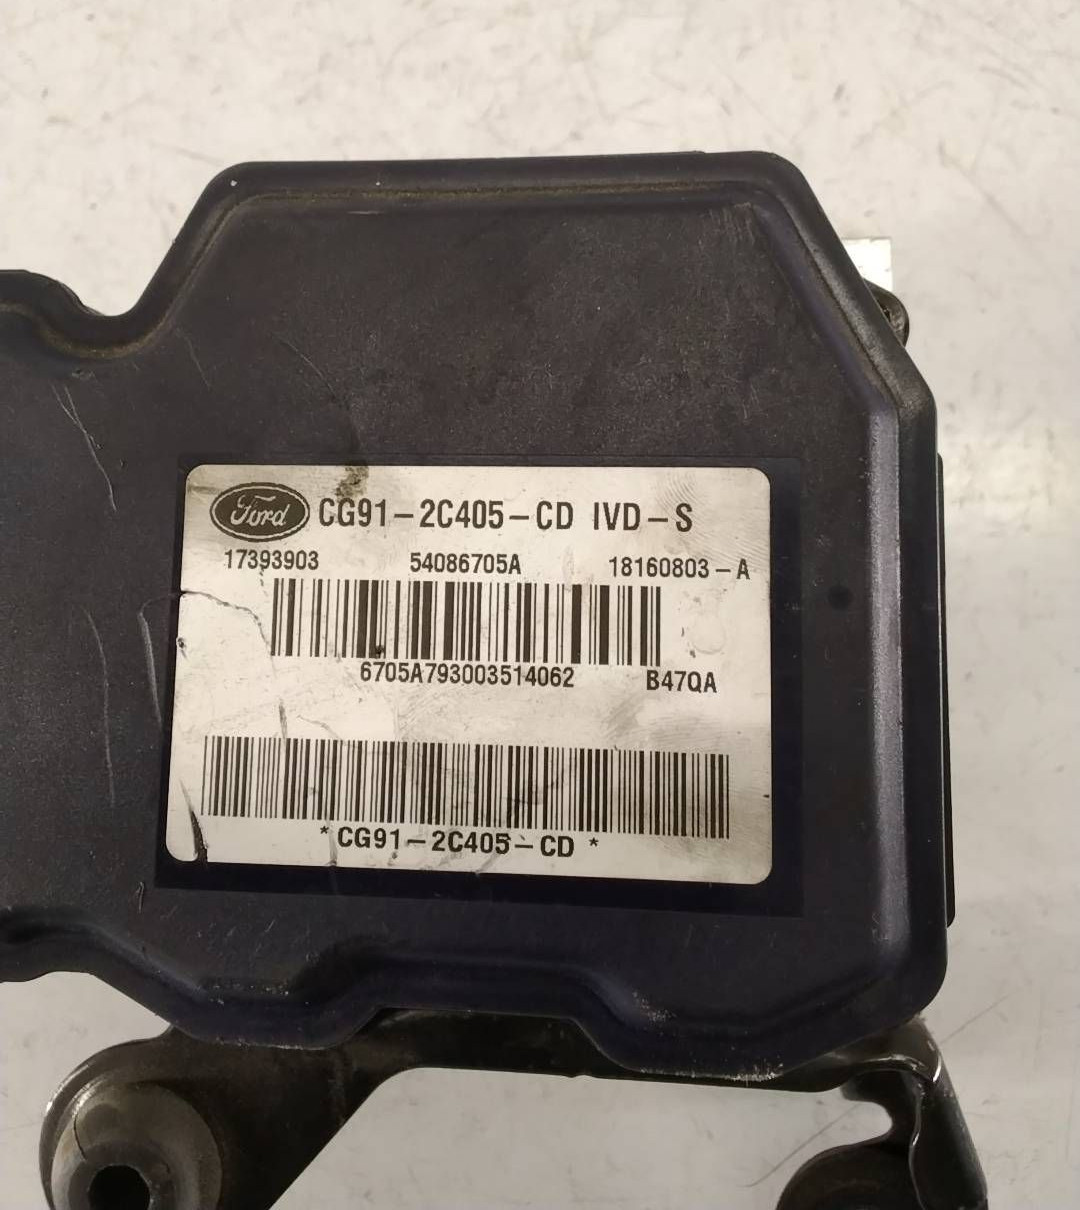 Ford CG91-2C405-CD IVD-S
17393903 54086705A 18160803-A
6705A793003514062 B47QA
*CG91-2C405-CD*